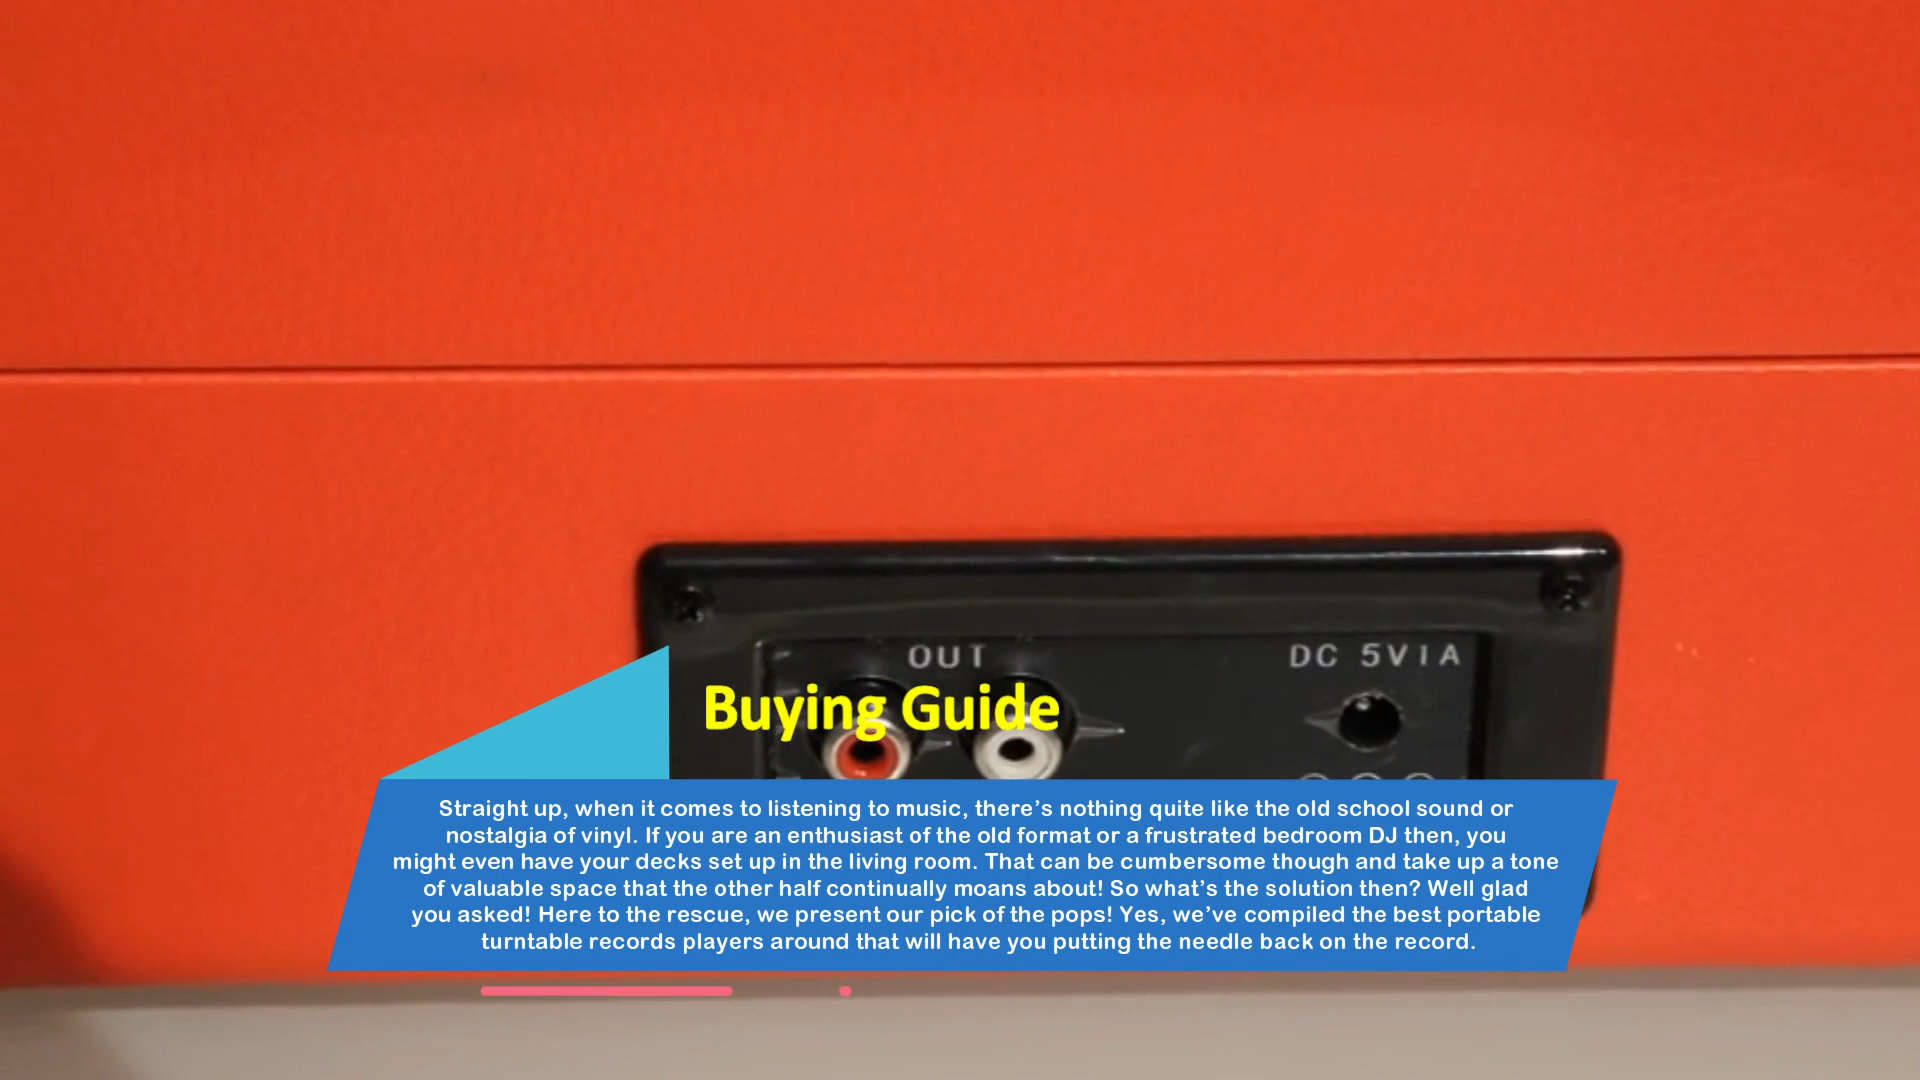 OUT
DC 5V1A
Buying Guide
Straight up, when it comes to listening to music, there's nothing quite like the old school sound or
nostalgia of vinyl. If you are an enthusiast of the old format or a frustrated bedroom DJ then, you
might even have your decks set up in the living room. That can be cumbersome though and take up a tone
of valuable space that the other half continually moans about! So what's the solution then? Well glad
you asked! Here to the rescue, we present our pick of the pops! Yes, we've compiled the best portable
turntable records players around that will have you putting the needle back on the record.